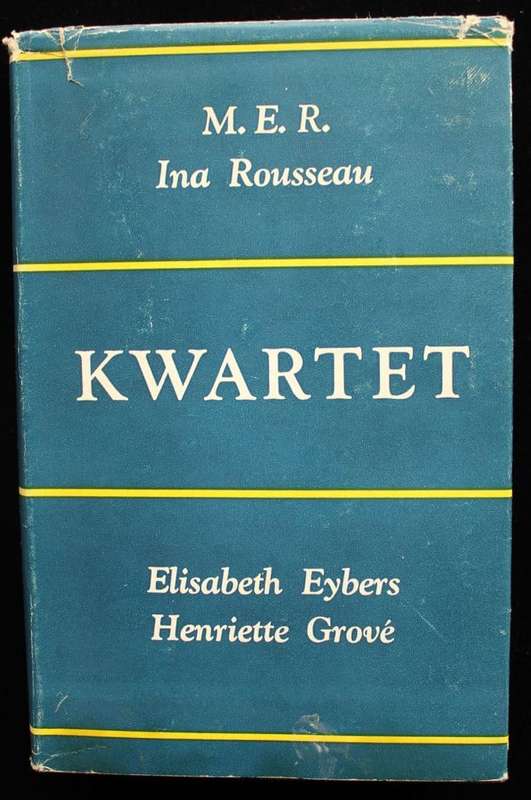 M. E. R.
Ina Rousseau
KWARTET
Elisabeth Eybers
Henriette Grové